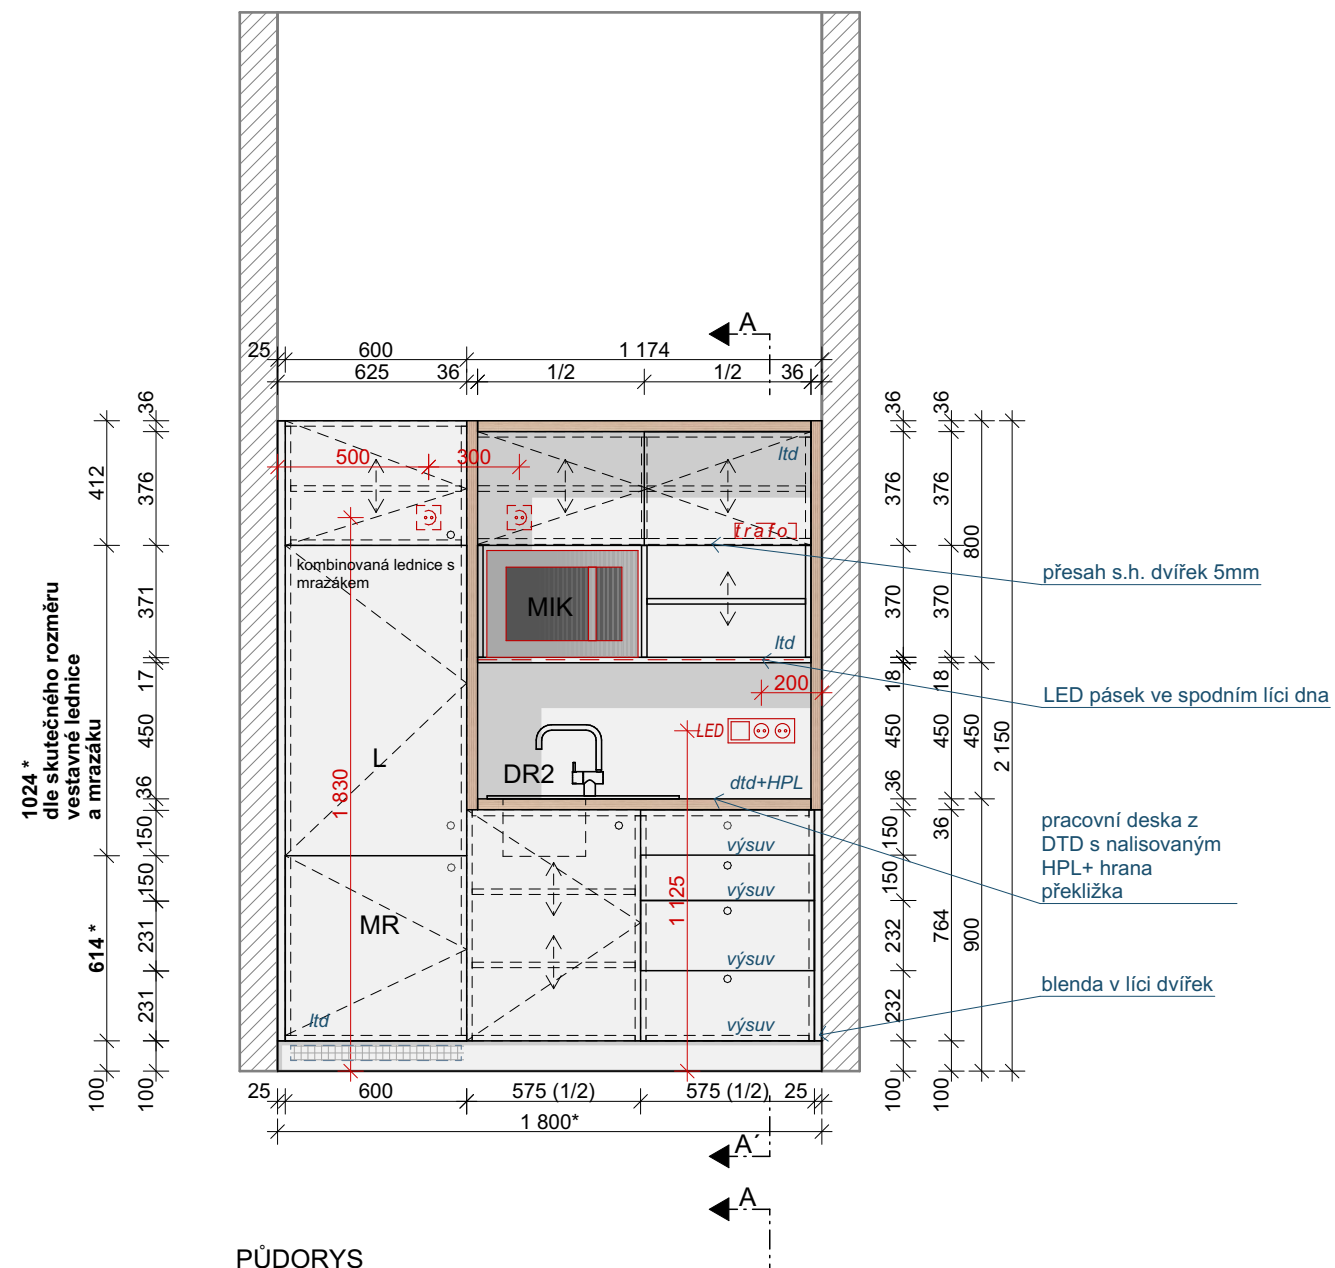 A
25
600
1 174
625
36
1/2
1/2
36
36
36
36
36
412
376
376
376
500
300
ltd
trafo
800
kombinovaná lednice s
mrazákem
přesah s.h. dvířek 5mm
371
370
370
MIK
ltd
1024 *
dle skutečného rozměru
vestavné lednice
a mrazáku
17
18
18
200
LED pásek ve spodním líci dna
450
450
450
450
2 150
LED
L
DR2
1 830
dtd+HPL
36
36
36
150
150
výsuv
pracovní deska z
DTD s nalisovaným
HPL+ hrana
překližka
150
150
výsuv
1 125
MR
614 *
231
232
764
900
výsuv
blenda v líci dvířek
231
232
ltd
výsuv
100
100
100
100
25
600
575 (1/2)
575 (1/2)
25
1 800*
A´
A
PŮDORYS